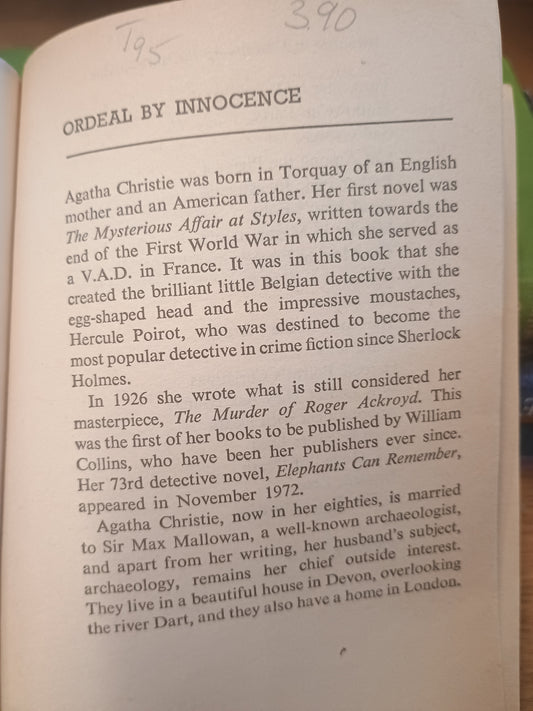 T95
3.90
ORDEAL BY INNOCENCE
Agatha Christie was born in Torquay of an English
mother and an American father. Her first novel was
The Mysterious Affair at Styles, written towards the
end of the First World War in which she served as
a V.A.D. in France. It was in this book that she
created the brilliant little Belgian detective with the
egg-shaped head and the impressive moustaches,
Hercule Poirot, who was destined to become the
most popular detective in crime fiction since Sherlock
Holmes.
In 1926 she wrote what is still considered her
masterpiece, The Murder of Roger Ackroyd. This
was the first of her books to be published by William
Collins, who have been her publishers ever since.
Her 73rd detective novel, Elephants Can Remember,
appeared in November 1972.
Agatha Christie, now in her eighties, is married
to Sir Max Mallowan, a well-known archaeologist,
and apart from her writing, her husband's subject,
archaeology, remains her chief outside interest.
They live in a beautiful house in Devon, overlooking
the river Dart, and they also have a home in London.